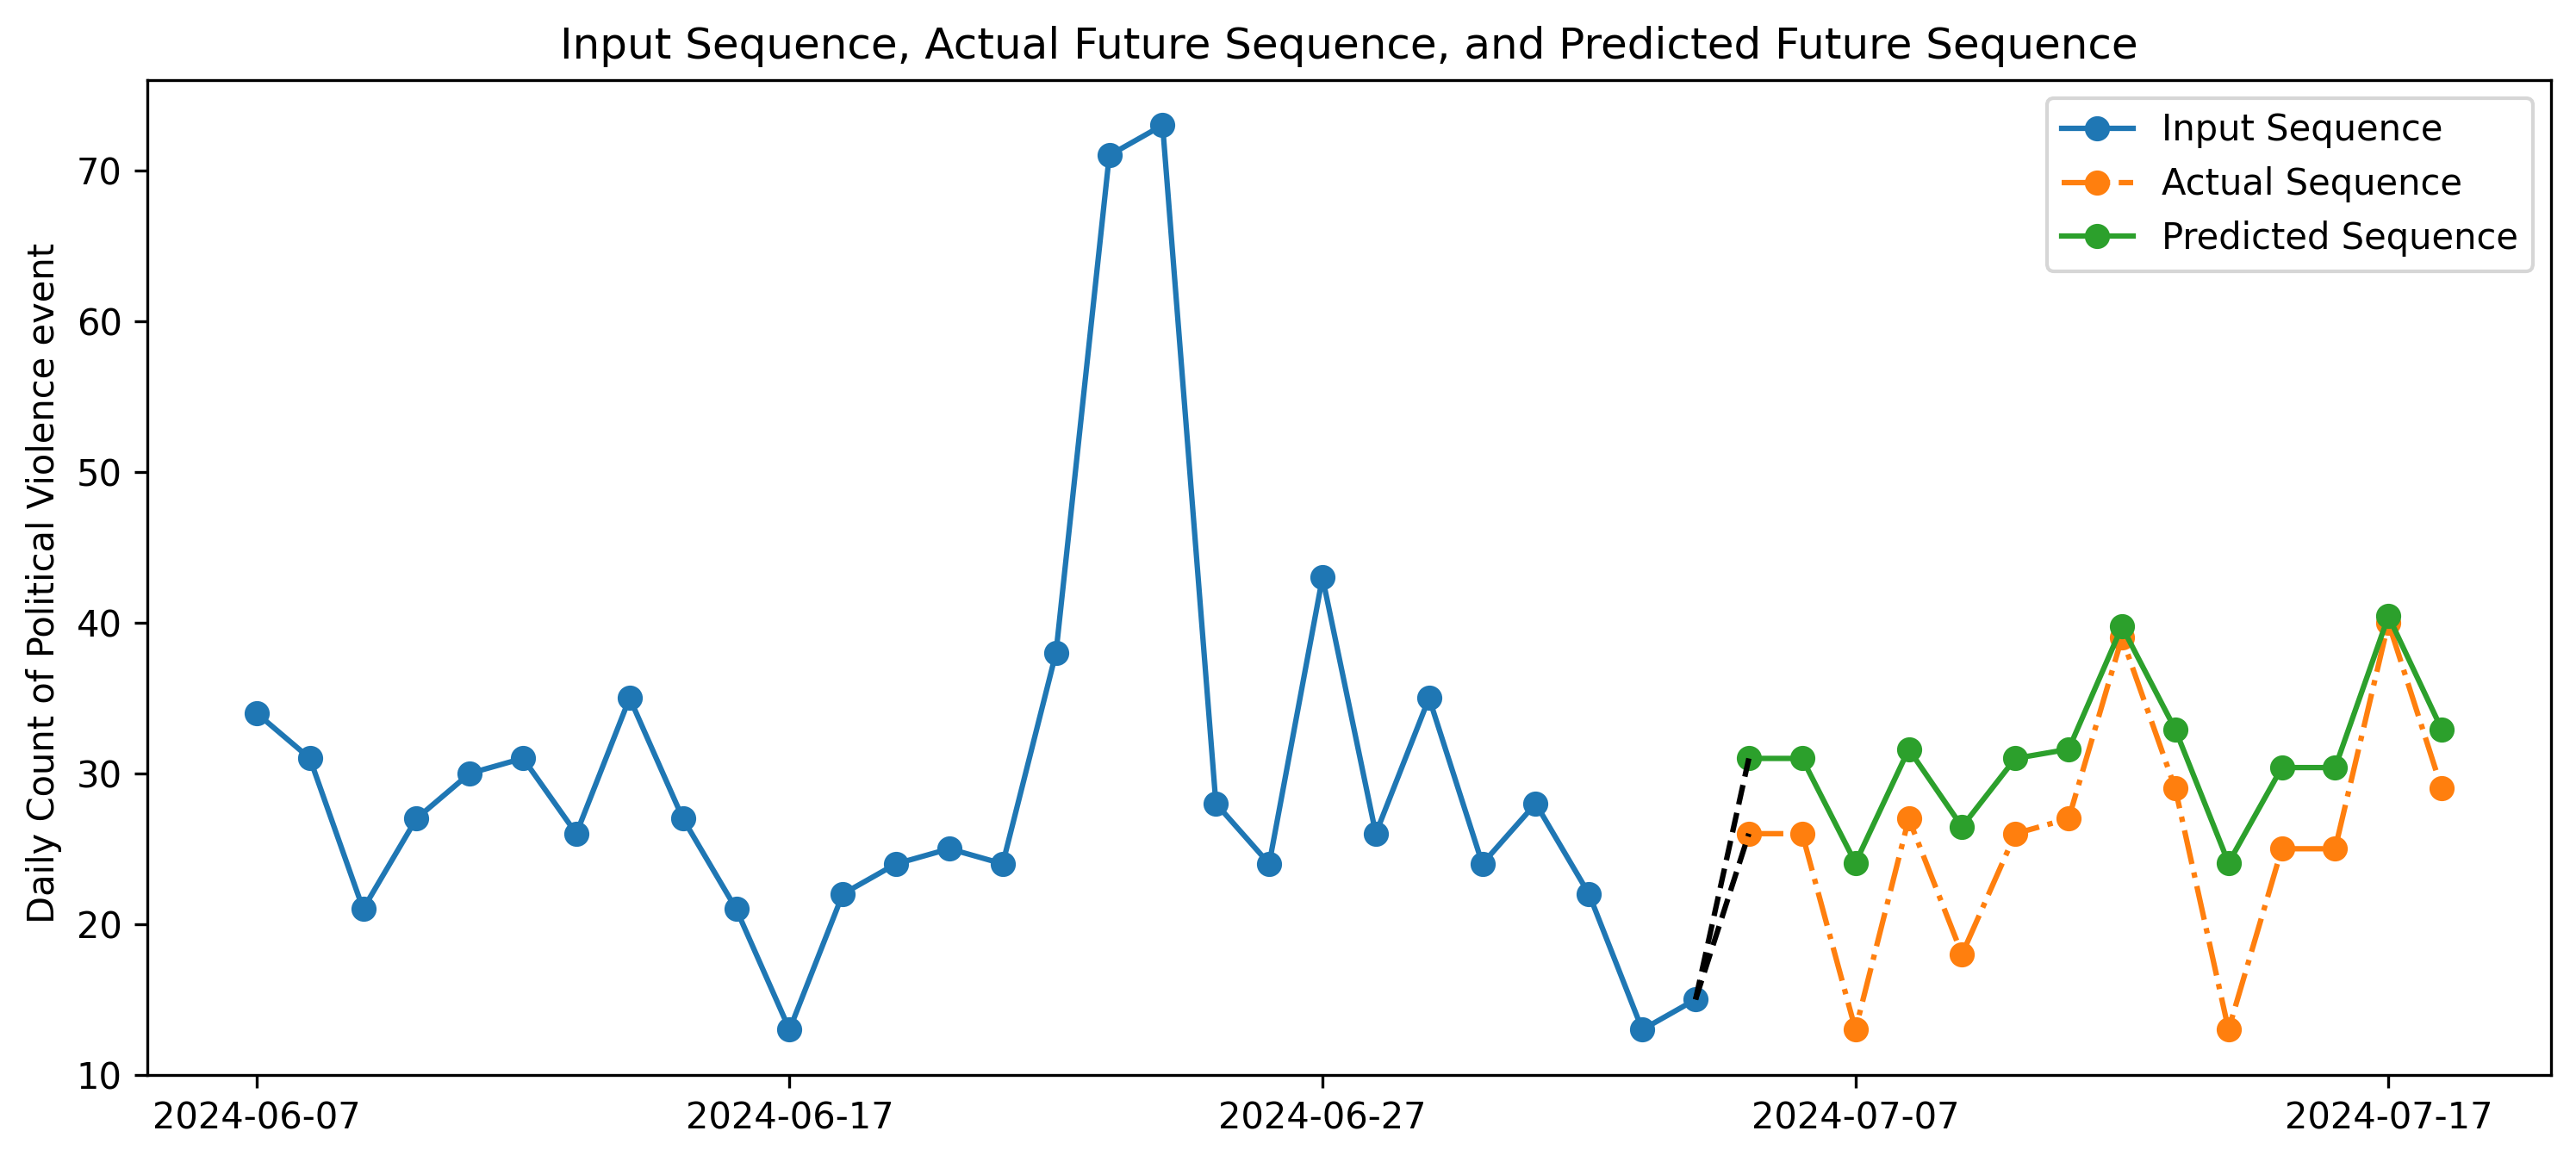 Input Sequence, Actual Future Sequence, and Predicted Future Sequence
Daily Count of Political Violence event
70
60
50
40
30
20
10
2024-06-07
2024-06-17
2024-06-27
2024-07-07
2024-07-17
Input Sequence
Actual Sequence
Predicted Sequence